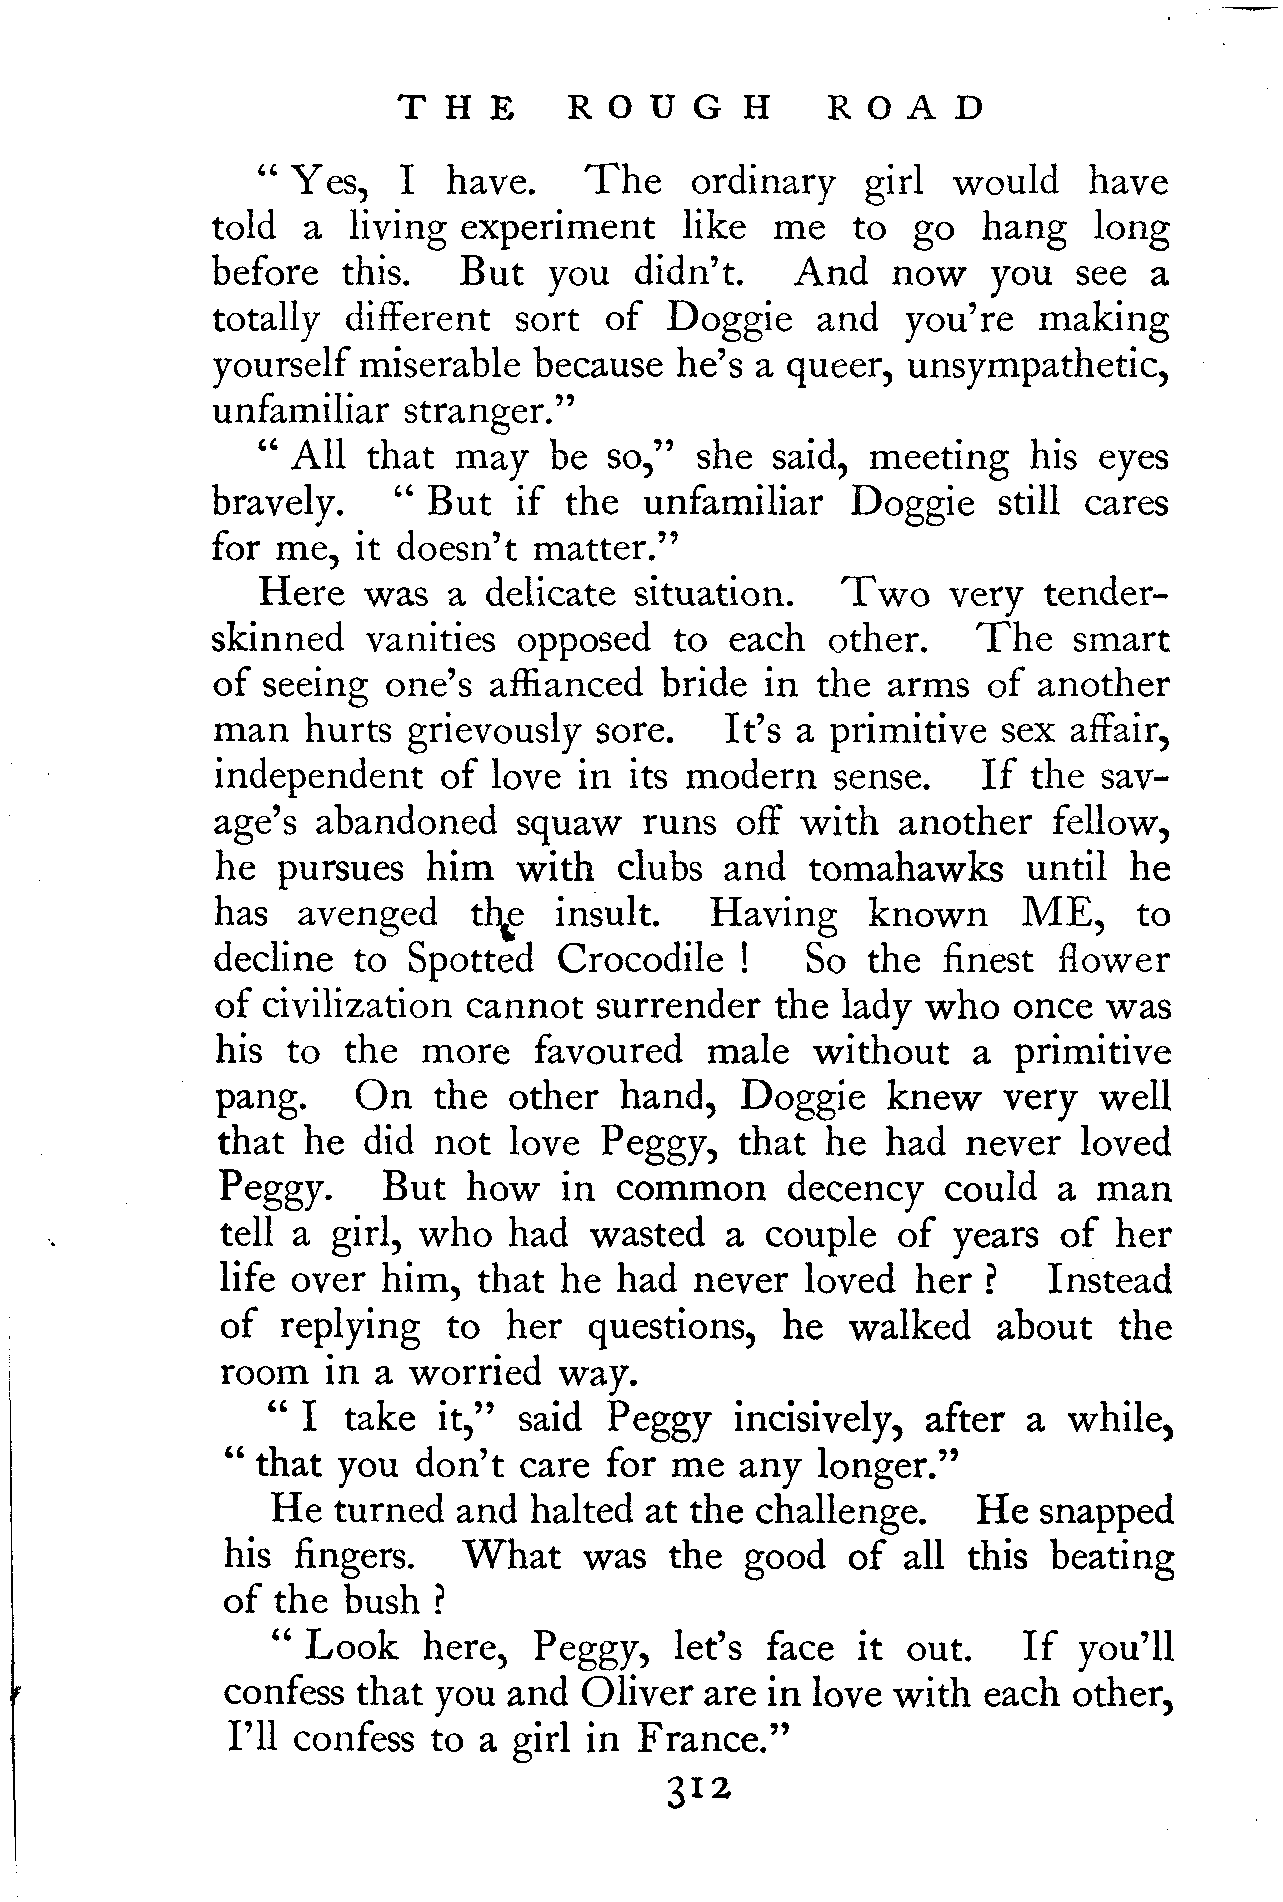 THE ROUGH ROAD
“ Yes, I have. The ordinary girl would have
told a living experiment like me to go hang long
before this. But you didn’t. And now you see a
totally different sort of Doggie and you’re making
yourself miserable because he’s a queer, unsympathetic,
unfamiliar stranger.”
“ All that may be so,” she said, meeting his eyes
bravely. “ But if the unfamiliar Doggie still cares
for me, it doesn’t matter.”
Here was a delicate situation. Two very tender-
skinned vanities opposed to each other. The smart
of seeing one’s affianced bride in the arms of another
man hurts grievously sore. It’s a primitive sex affair,
independent of love in its modern sense. If the sav-
age’s abandoned squaw runs off with another fellow,
he pursues him with clubs and tomahawks until he
has avenged the insult. Having known ME, to
decline to Spotted Crocodile ! So the finest flower
of civilization cannot surrender the lady who once was
his to the more favoured male without a primitive
pang. On the other hand, Doggie knew very well
that he did not love Peggy, that he had never loved
Peggy. But how in common decency could a man
tell a girl, who had wasted a couple of years of her
life over him, that he had never loved her ? Instead
of replying to her questions, he walked about the
room in a worried way.
“ I take it,” said Peggy incisively, after a while,
“ that you don’t care for me any longer.”
He turned and halted at the challenge. He snapped
his fingers. What was the good of all this beating
of the bush ?
“ Look here, Peggy, let’s face it out. If you’ll
confess that you and Oliver are in love with each other,
I’ll confess to a girl in France.”
312